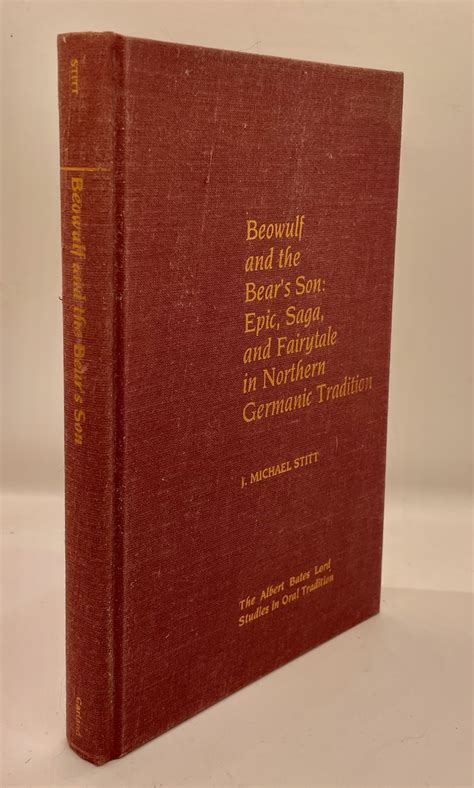 STITT
Beowulf and the Bear's Son
Garland
Beowulf
and the
Bear's Son:
Epic, Saga,
and Fairytale
in Northern
Germanic Tradition
J. MICHAEL STITT
The Albert Bates Lord
Studies in Oral Tradition